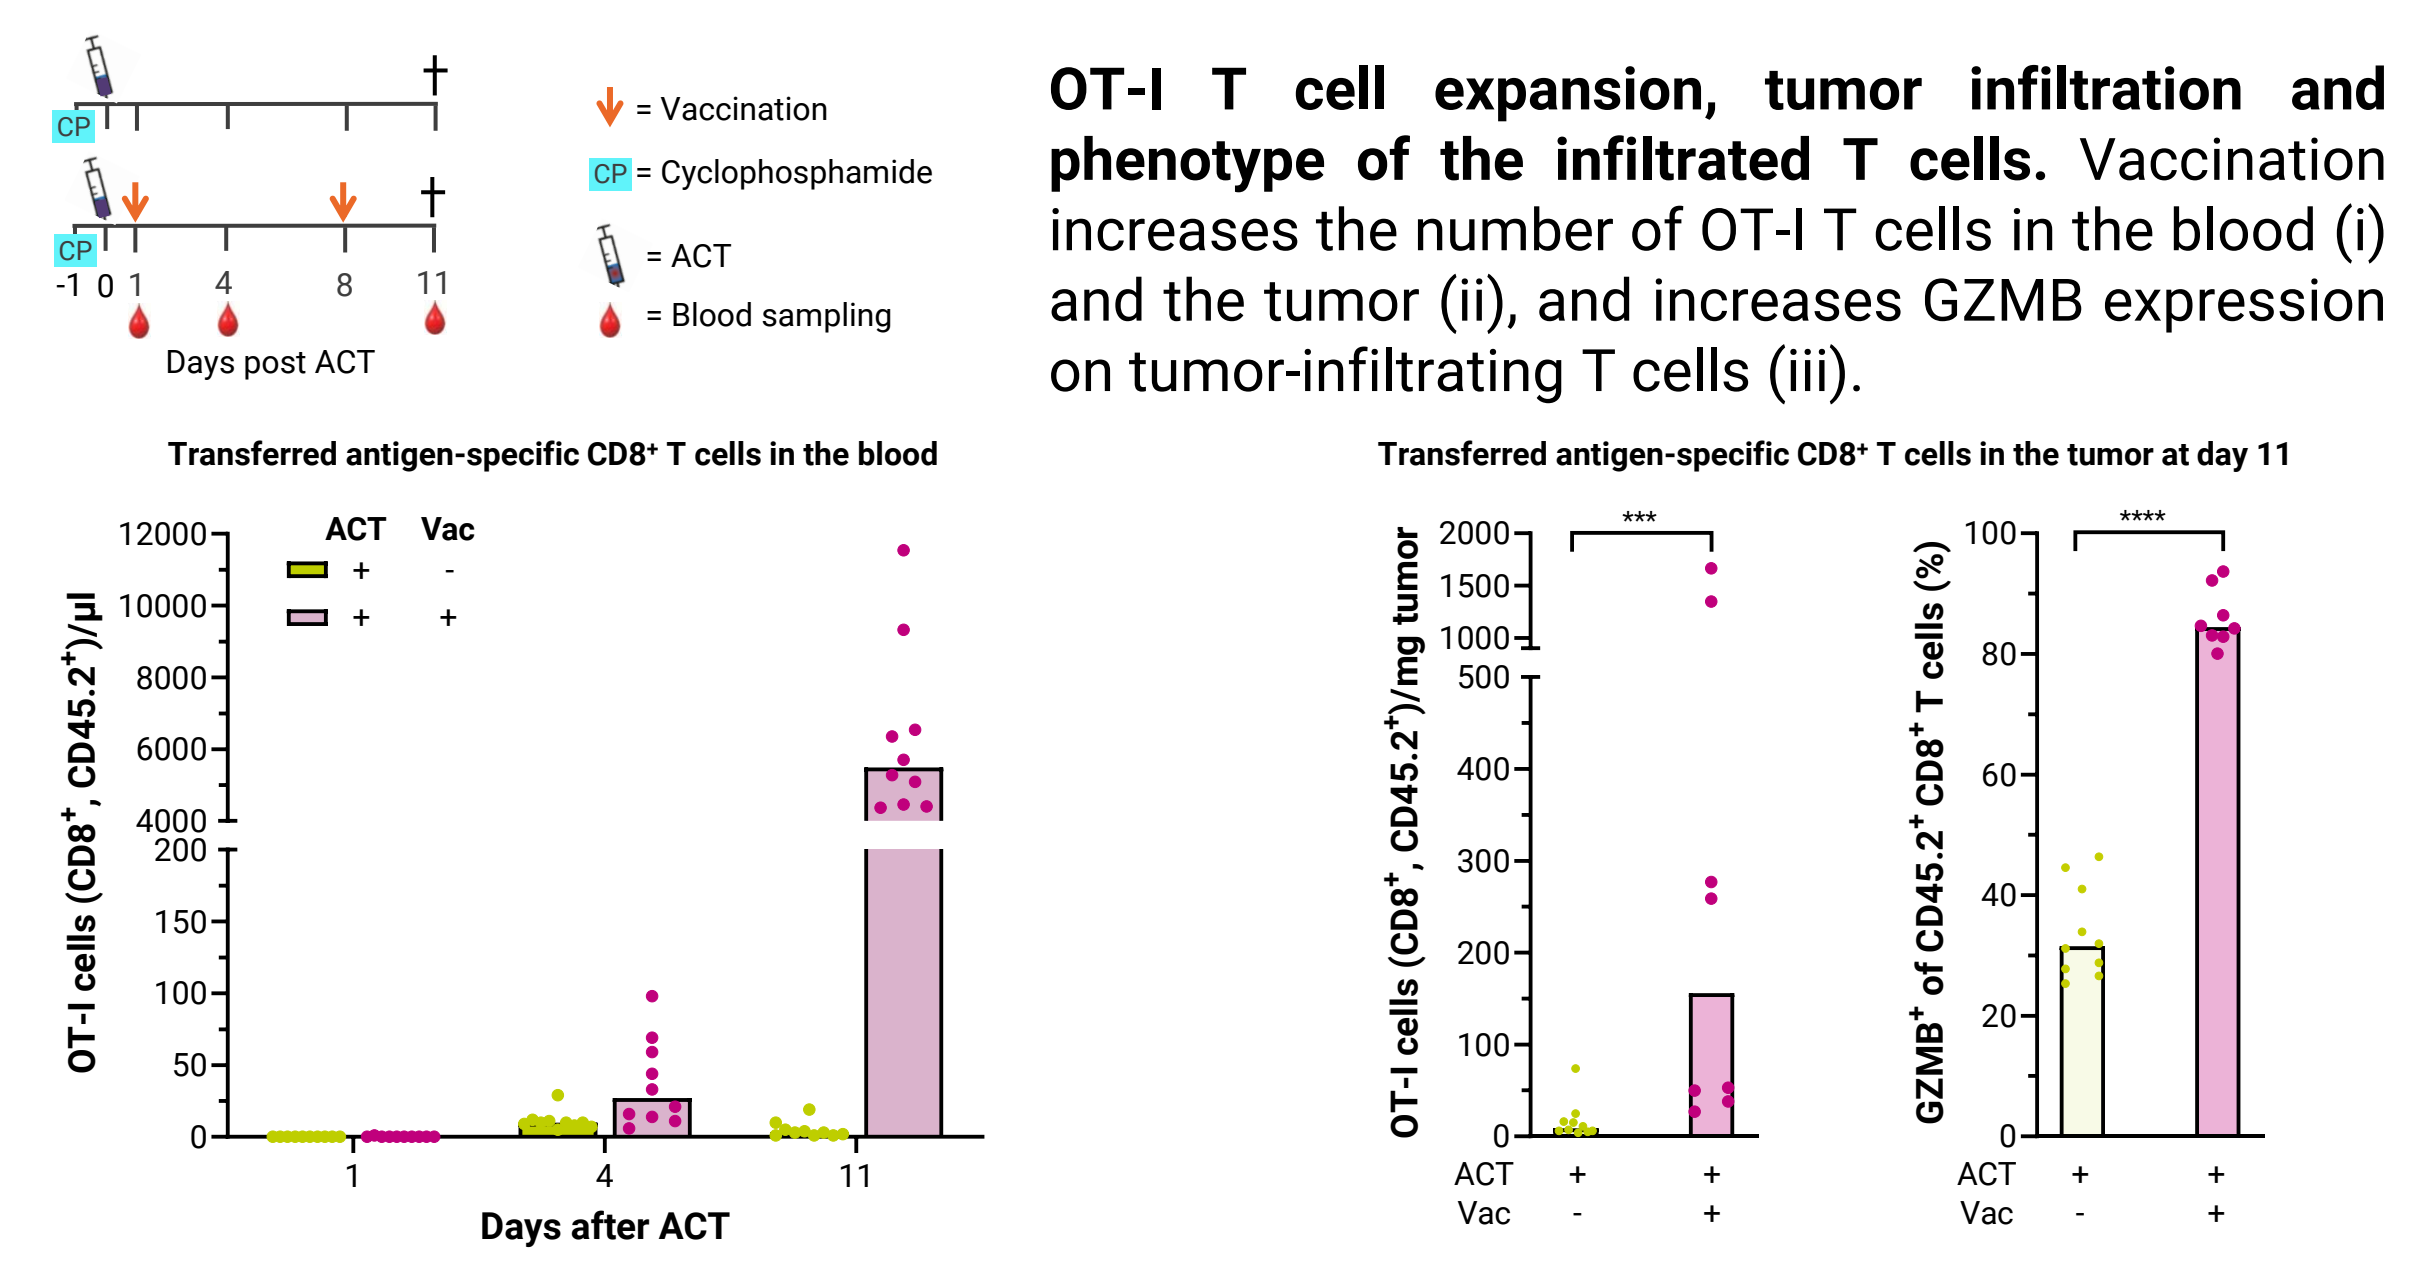 CP
CP
-1 0 1 4 8 11
Days post ACT
= Vaccination
CP = Cyclophosphamide
= ACT
= Blood sampling
OT-I T cell expansion, tumor infiltration and
phenotype of the infiltrated T cells. Vaccination
increases the number of OT-I T cells in the blood (i)
and the tumor (ii), and increases GZMB expression
on tumor-infiltrating T cells (iii).
Transferred antigen-specific CD8⁺ T cells in the blood
OT-I cells (CD8⁺, CD45.2⁺)/µl
12000
10000
8000
6000
4000
200
150
100
50
0
ACT Vac
+ -
+ +
1 4 11
Days after ACT
Transferred antigen-specific CD8⁺ T cells in the tumor at day 11
OT-I cells (CD8⁺, CD45.2⁺)/mg tumor
2000
1500
1000
500
400
300
200
100
0
***
ACT + +
Vac - +
GZMB⁺ of CD45.2⁺ CD8⁺ T cells (%)
100
80
60
40
20
0
****
ACT + +
Vac - +